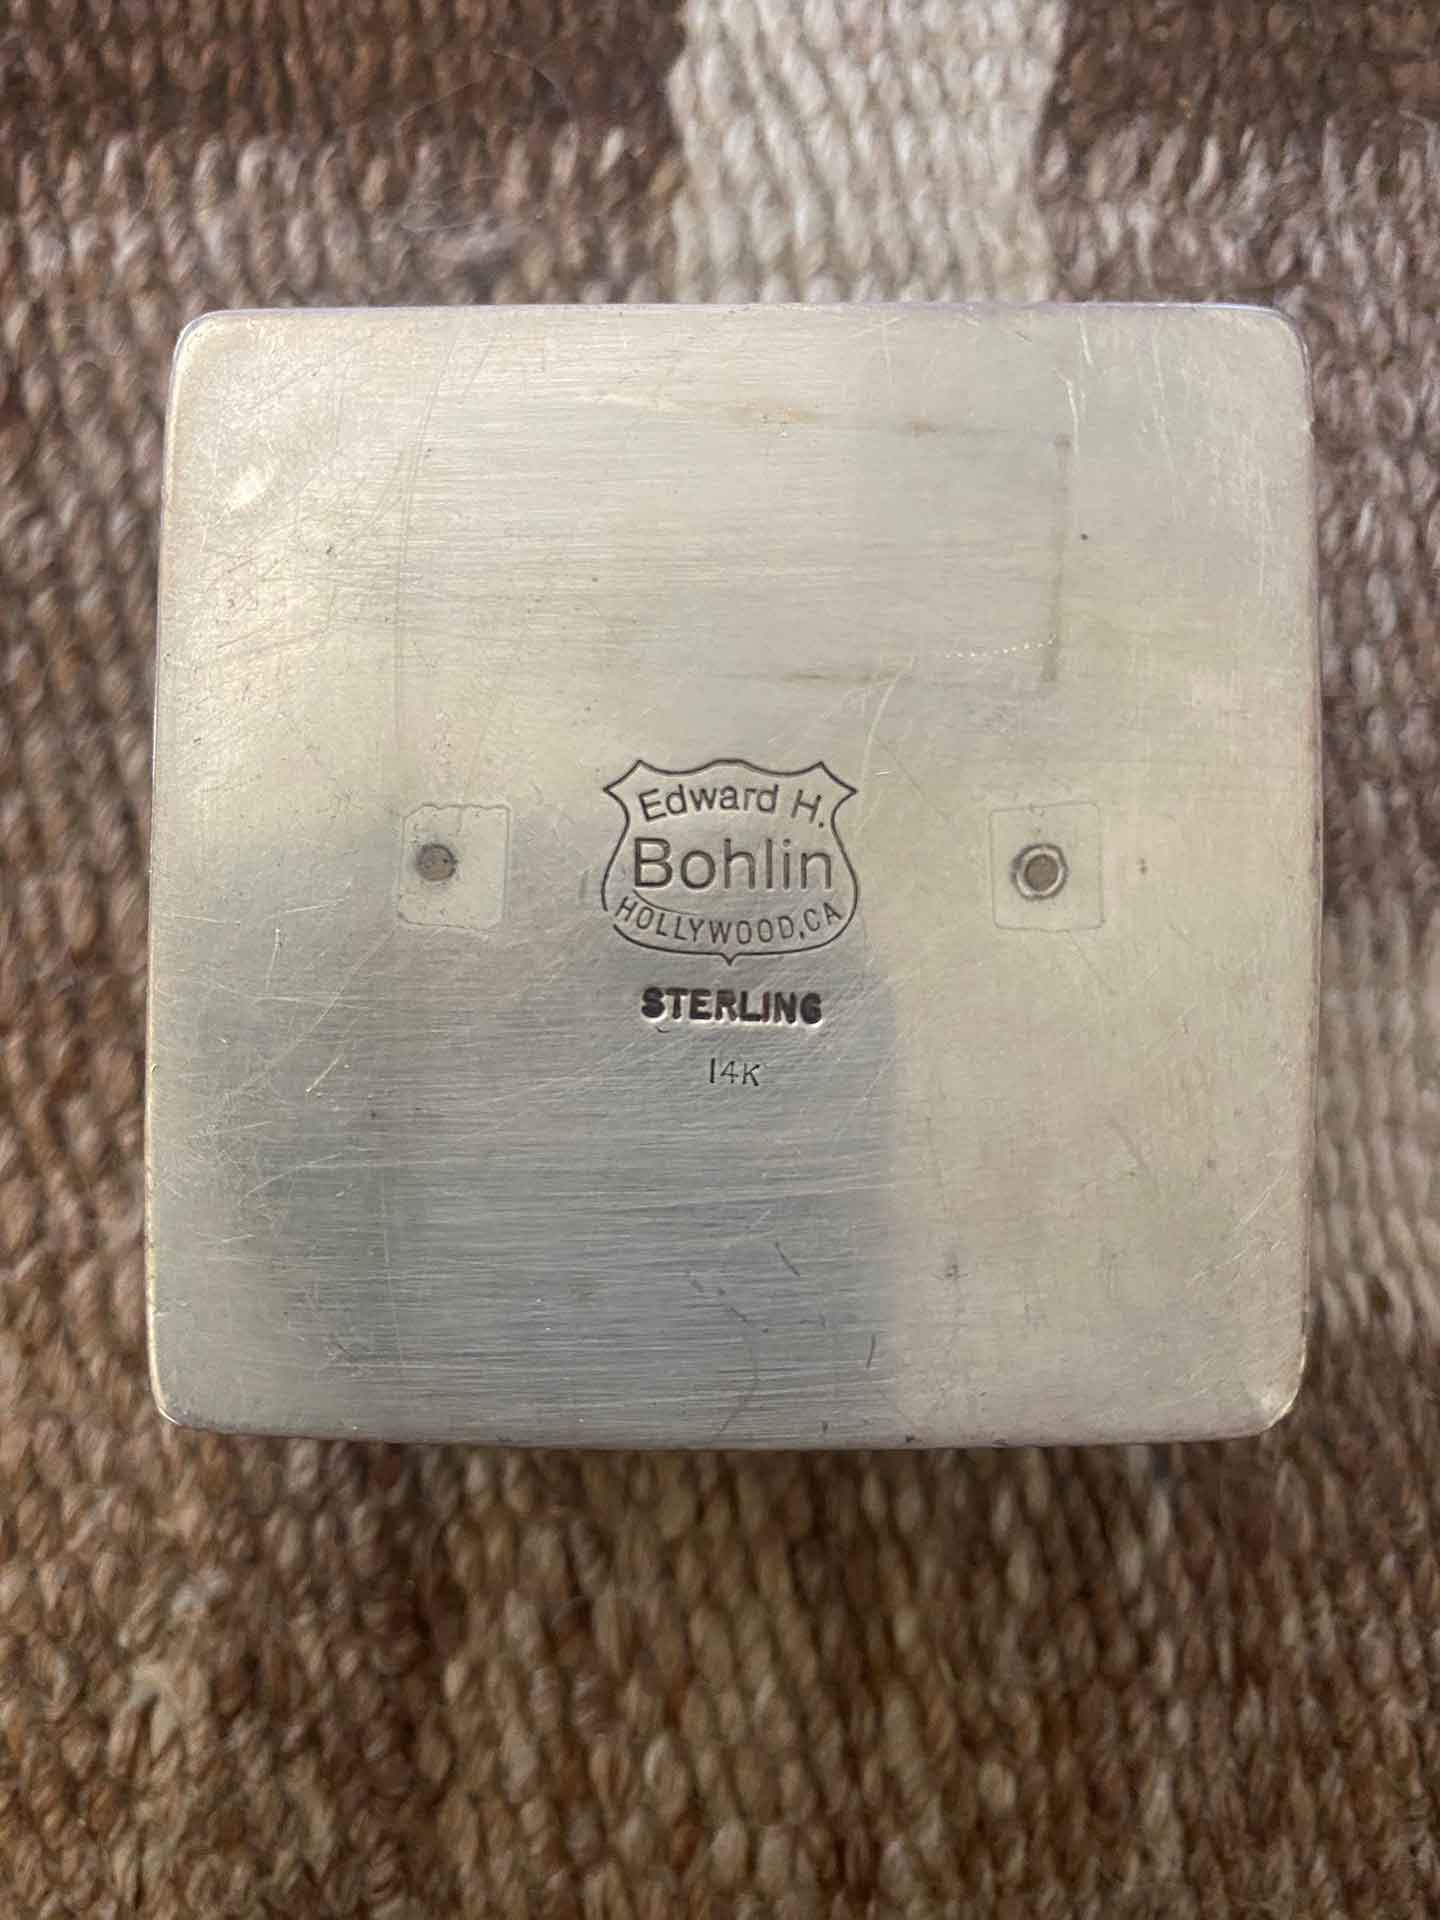 Edward H.
Bohlin
HOLLYWOOD, CA
STERLING
14K